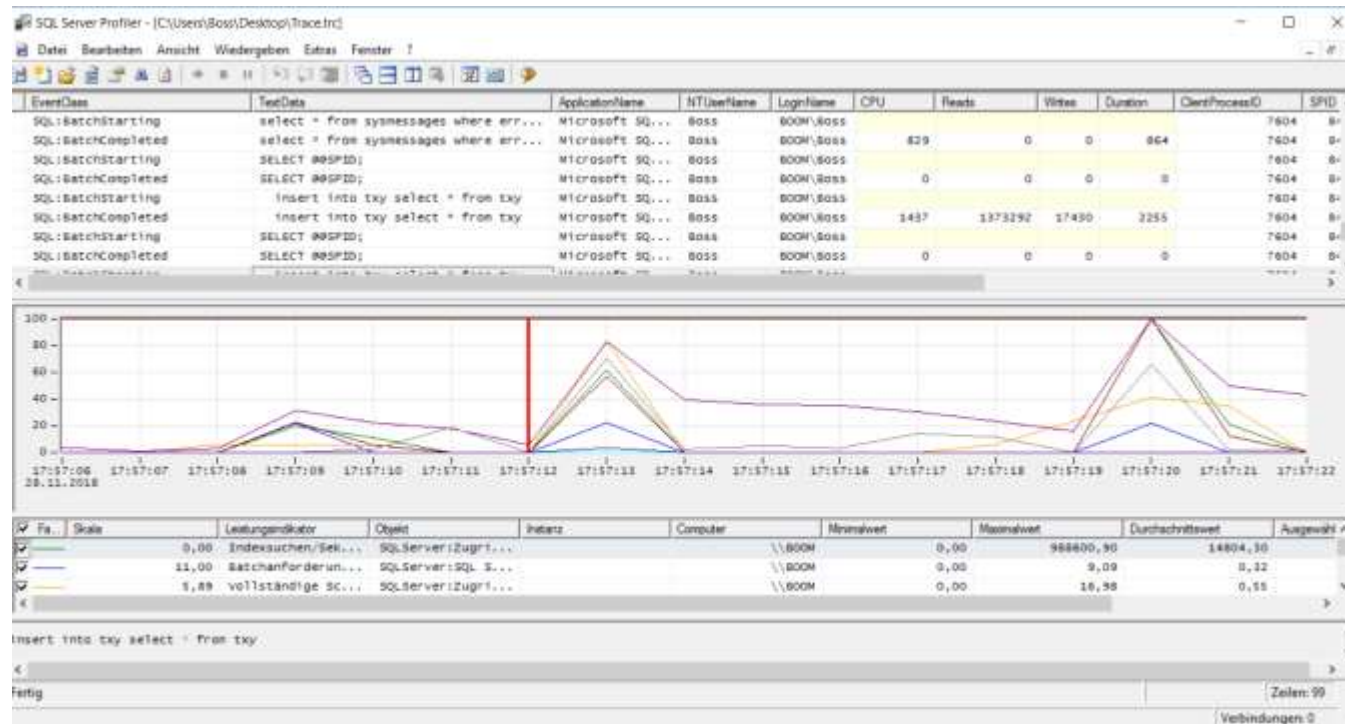 SQL Server Profiler - [C:\Users\Boss\Desktop\Trace.trc]
Datei Bearbeiten Ansicht Wiedergeben Extras Fenster ?
EventClass TextData ApplicationName NTUserName LoginName CPU Reads Writes Duration ClientProcessID SPID
SQL:BatchStarting select * from sysmessages where err... Microsoft SQ... Boss BOOM\Boss 7604
SQL:BatchCompleted select * from sysmessages where err... Microsoft SQ... Boss BOOM\Boss 829 0 0 864 7604
SQL:BatchStarting SELECT @@SPID; Microsoft SQ... Boss BOOM\Boss 7604
SQL:BatchCompleted SELECT @@SPID; Microsoft SQ... Boss BOOM\Boss 0 0 0 0 7604
SQL:BatchStarting insert into txy select * from txy Microsoft SQ... Boss BOOM\Boss 7604
SQL:BatchCompleted insert into txy select * from txy Microsoft SQ... Boss BOOM\Boss 1437 1373292 17430 2255 7604
SQL:BatchStarting SELECT @@SPID; Microsoft SQ... Boss BOOM\Boss 7604
SQL:BatchCompleted SELECT @@SPID; Microsoft SQ... Boss BOOM\Boss 0 0 0 0 7604
100
80
60
40
20
0
17:57:06 17:57:07 17:57:08 17:57:09 17:57:10 17:57:11 17:57:12 17:57:13 17:57:14 17:57:15 17:57:16 17:57:17 17:57:18 17:57:19 17:57:20 17:57:21 17:57:22
28.11.2018
Fa... Skala Leistungsindikator Objekt Instanz Computer Minimalwert Maximalwert Durchschnittswert Ausgewähl
0,00 Indexsuchen/Sek... SQLServer:Zugri... \\BOOM 0,00 988600,90 14804,30
11,00 Batchanforderun... SQLServer:SQL S... \\BOOM 0,00 9,09 0,32
5,89 Vollständige Sc... SQLServer:Zugri... \\BOOM 0,00 16,98 0,55
insert into txy select * from txy
Fertig Zeilen: 99
Verbindungen: 0